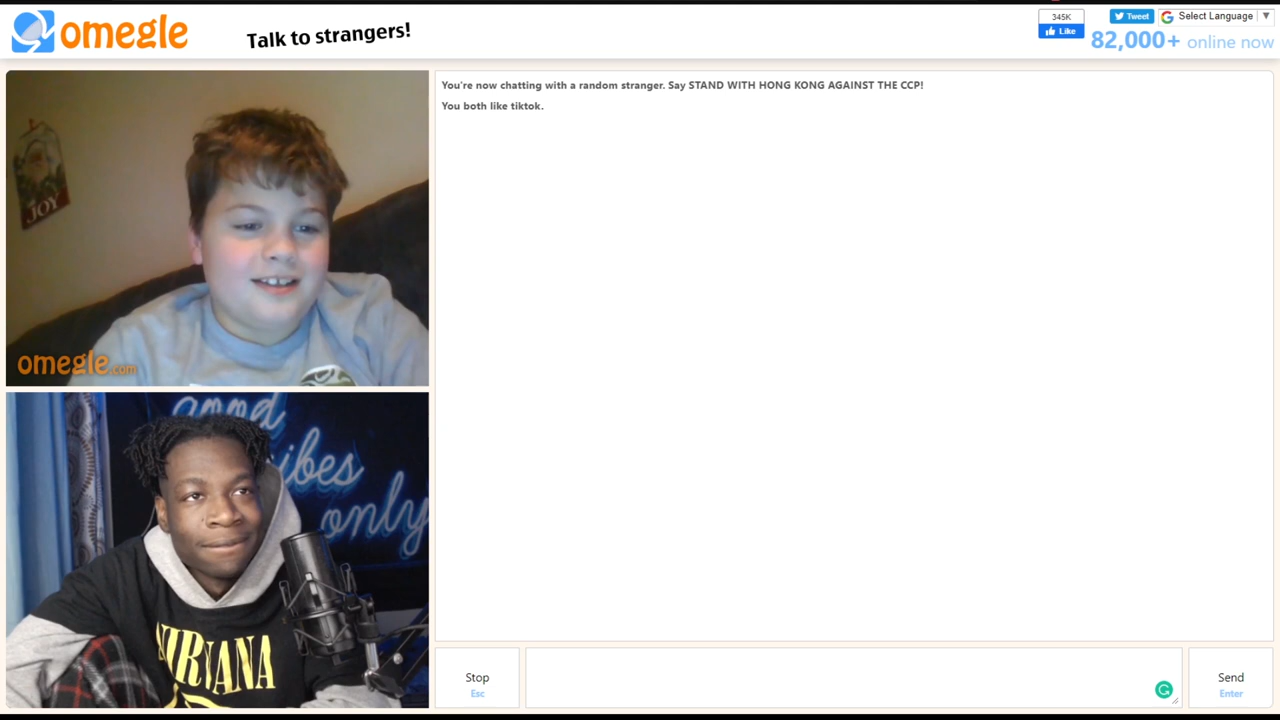 omegle
Talk to strangers!
345K
Like
Tweet
Select Language
82,000+ online now
You're now chatting with a random stranger. Say STAND WITH HONG KONG AGAINST THE CCP!
You both like tiktok.
JOY
omegle.com
good
vibes
only
NIRVANA
Stop
Esc
Send
Enter